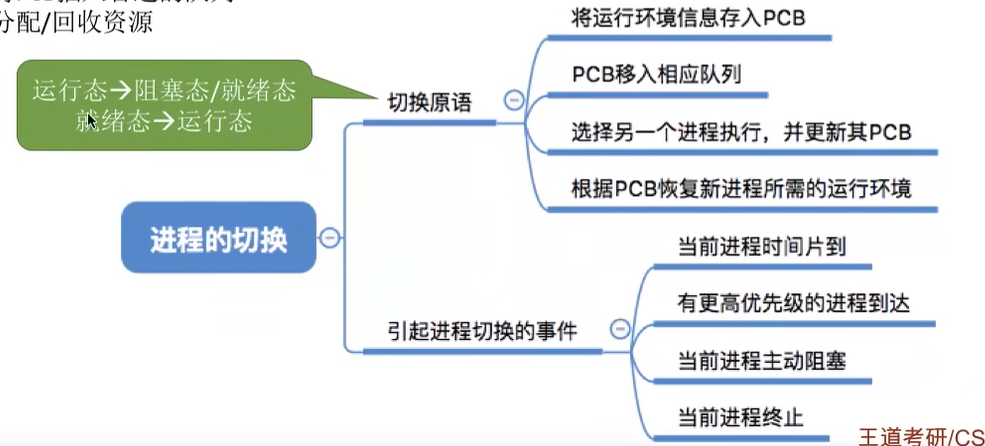 分配/回收资源
运行态→阻塞态/就绪态
就绪态→运行态
切换原语
将运行环境信息存入PCB
PCB移入相应队列
选择另一个进程执行，并更新其PCB
根据PCB恢复新进程所需的运行环境
进程的切换
引起进程切换的事件
当前进程时间片到
有更高优先级的进程到达
当前进程主动阻塞
当前进程终止
王道考研/CS